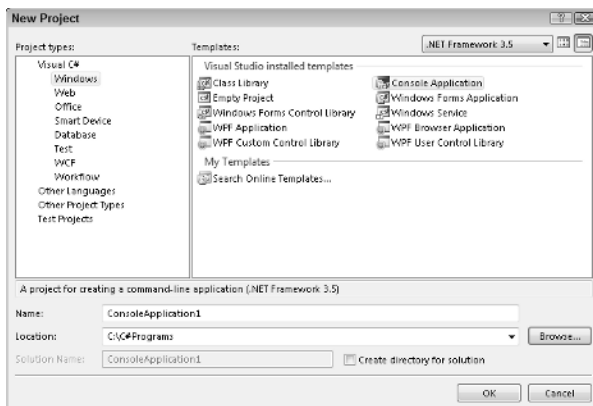 New Project
Project types:
Templates:
.NET Framework 3.5
Visual C#
Windows
Web
Office
Smart Device
Database
Test
WCF
Workflow
Other Languages
Other Project Types
Test Projects
Visual Studio installed templates
Class Library
Console Application
Empty Project
Windows Forms Application
Windows Forms Control Library
Windows Service
WPF Application
WPF Browser Application
WPF Custom Control Library
WPF User Control Library
My Templates
Search Online Templates...
A project for creating a command-line application (.NET Framework 3.5)
Name:
ConsoleApplication1
Location:
C:\C#Programs
Browse...
Solution Name:
ConsoleApplication1
Create directory for solution
OK
Cancel